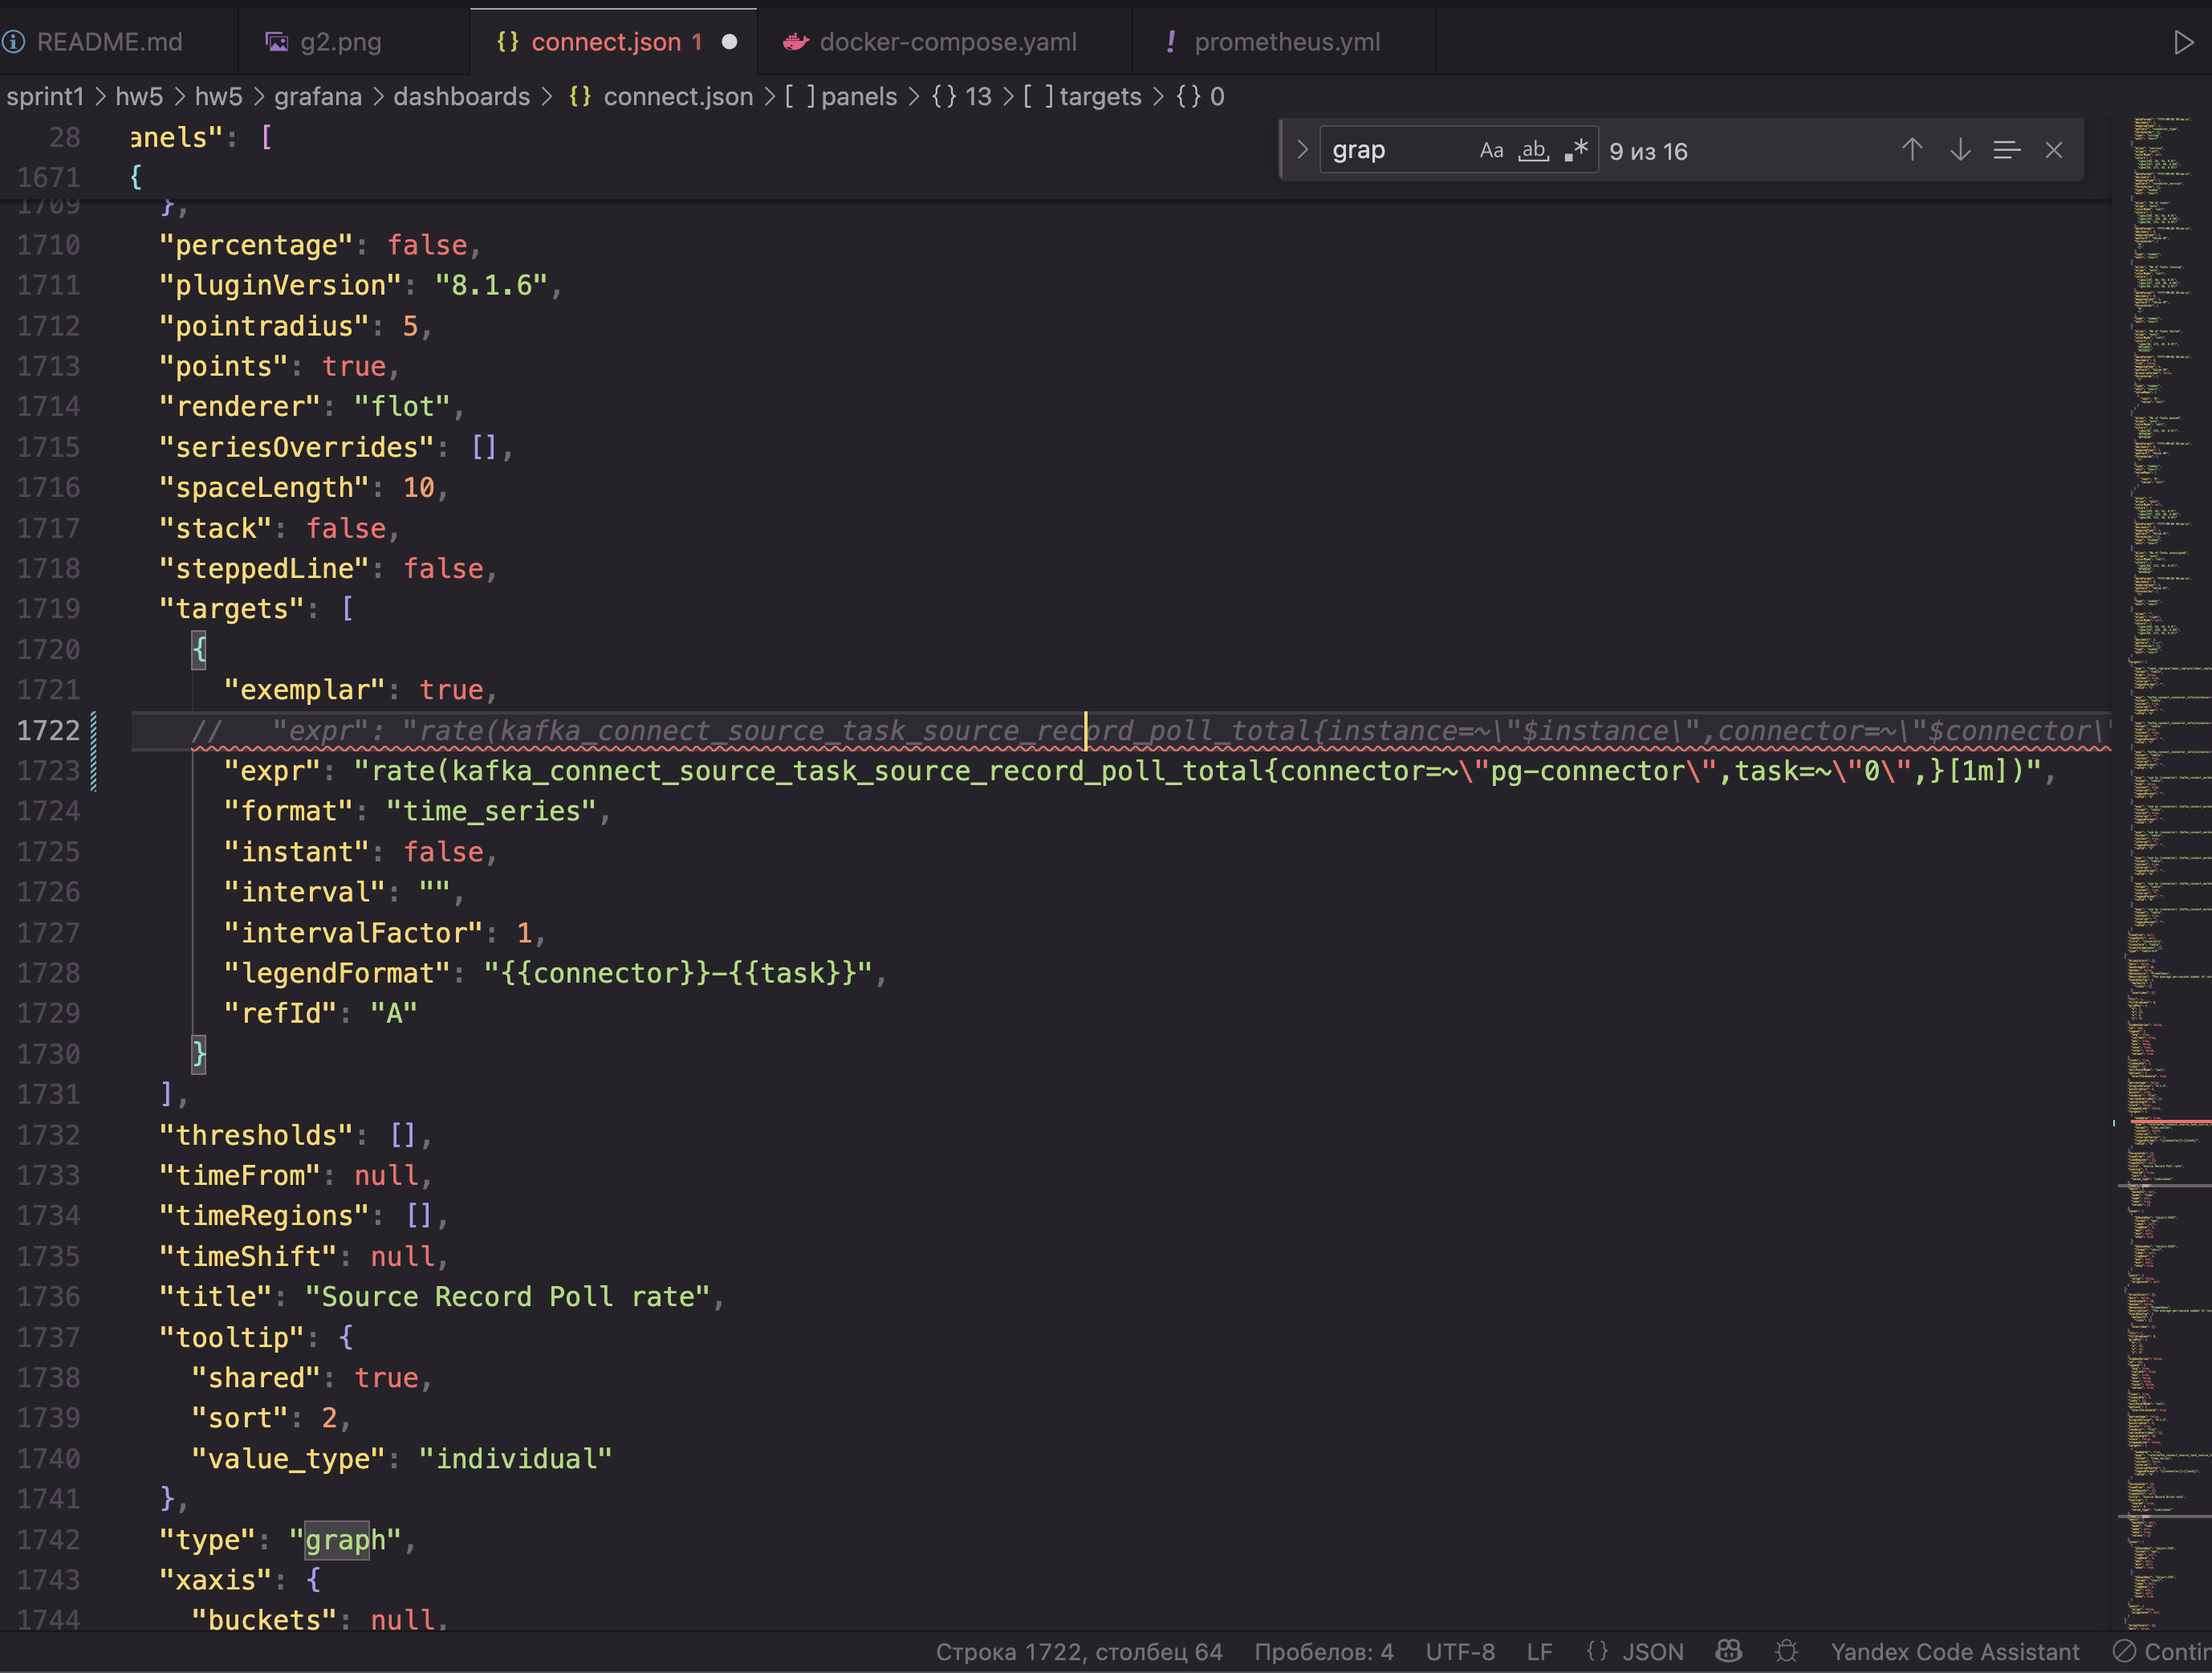 README.md
g2.png
{} connect.json 1
docker-compose.yaml
! prometheus.yml
sprint1 > hw5 > hw5 > grafana > dashboards > {} connect.json > [ ] panels > {} 13 > [ ] targets > {} 0
grap Aa ab .* 9 из 16
28 anels": [
1671 {
1709 },
1710 "percentage": false,
1711 "pluginVersion": "8.1.6",
1712 "pointradius": 5,
1713 "points": true,
1714 "renderer": "flot",
1715 "seriesOverrides": [],
1716 "spaceLength": 10,
1717 "stack": false,
1718 "steppedLine": false,
1719 "targets": [
1720 {
1721 "exemplar": true,
1722 // "expr": "rate(kafka_connect_source_task_source_record_poll_total{instance=~\"$instance\",connector=~\"$connector\"
1723 "expr": "rate(kafka_connect_source_task_source_record_poll_total{connector=~\"pg-connector\",task=~\"0\",}[1m])",
1724 "format": "time_series",
1725 "instant": false,
1726 "interval": "",
1727 "intervalFactor": 1,
1728 "legendFormat": "{{connector}}-{{task}}",
1729 "refId": "A"
1730 }
1731 ],
1732 "thresholds": [],
1733 "timeFrom": null,
1734 "timeRegions": [],
1735 "timeShift": null,
1736 "title": "Source Record Poll rate",
1737 "tooltip": {
1738 "shared": true,
1739 "sort": 2,
1740 "value_type": "individual"
1741 },
1742 "type": "graph",
1743 "xaxis": {
1744 "buckets": null,
Строка 1722, столбец 64 Пробелов: 4 UTF-8 LF {} JSON Yandex Code Assistant Contin